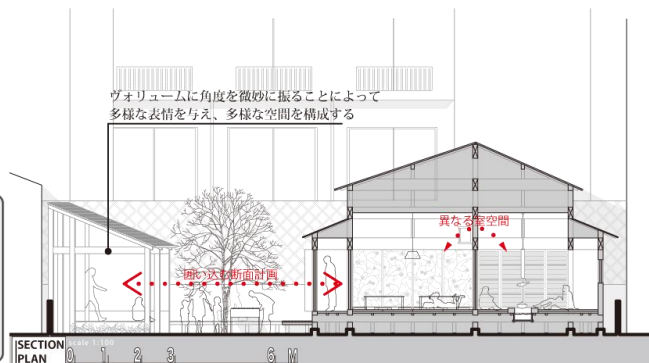 ヴォリュームに角度を微妙に振ることによって
多様な表情を与え、多様な空間を構成する
異なる室空間
囲い込む断面計画
SECTION PLAN scale 1:100
0 1 2 3 6 M